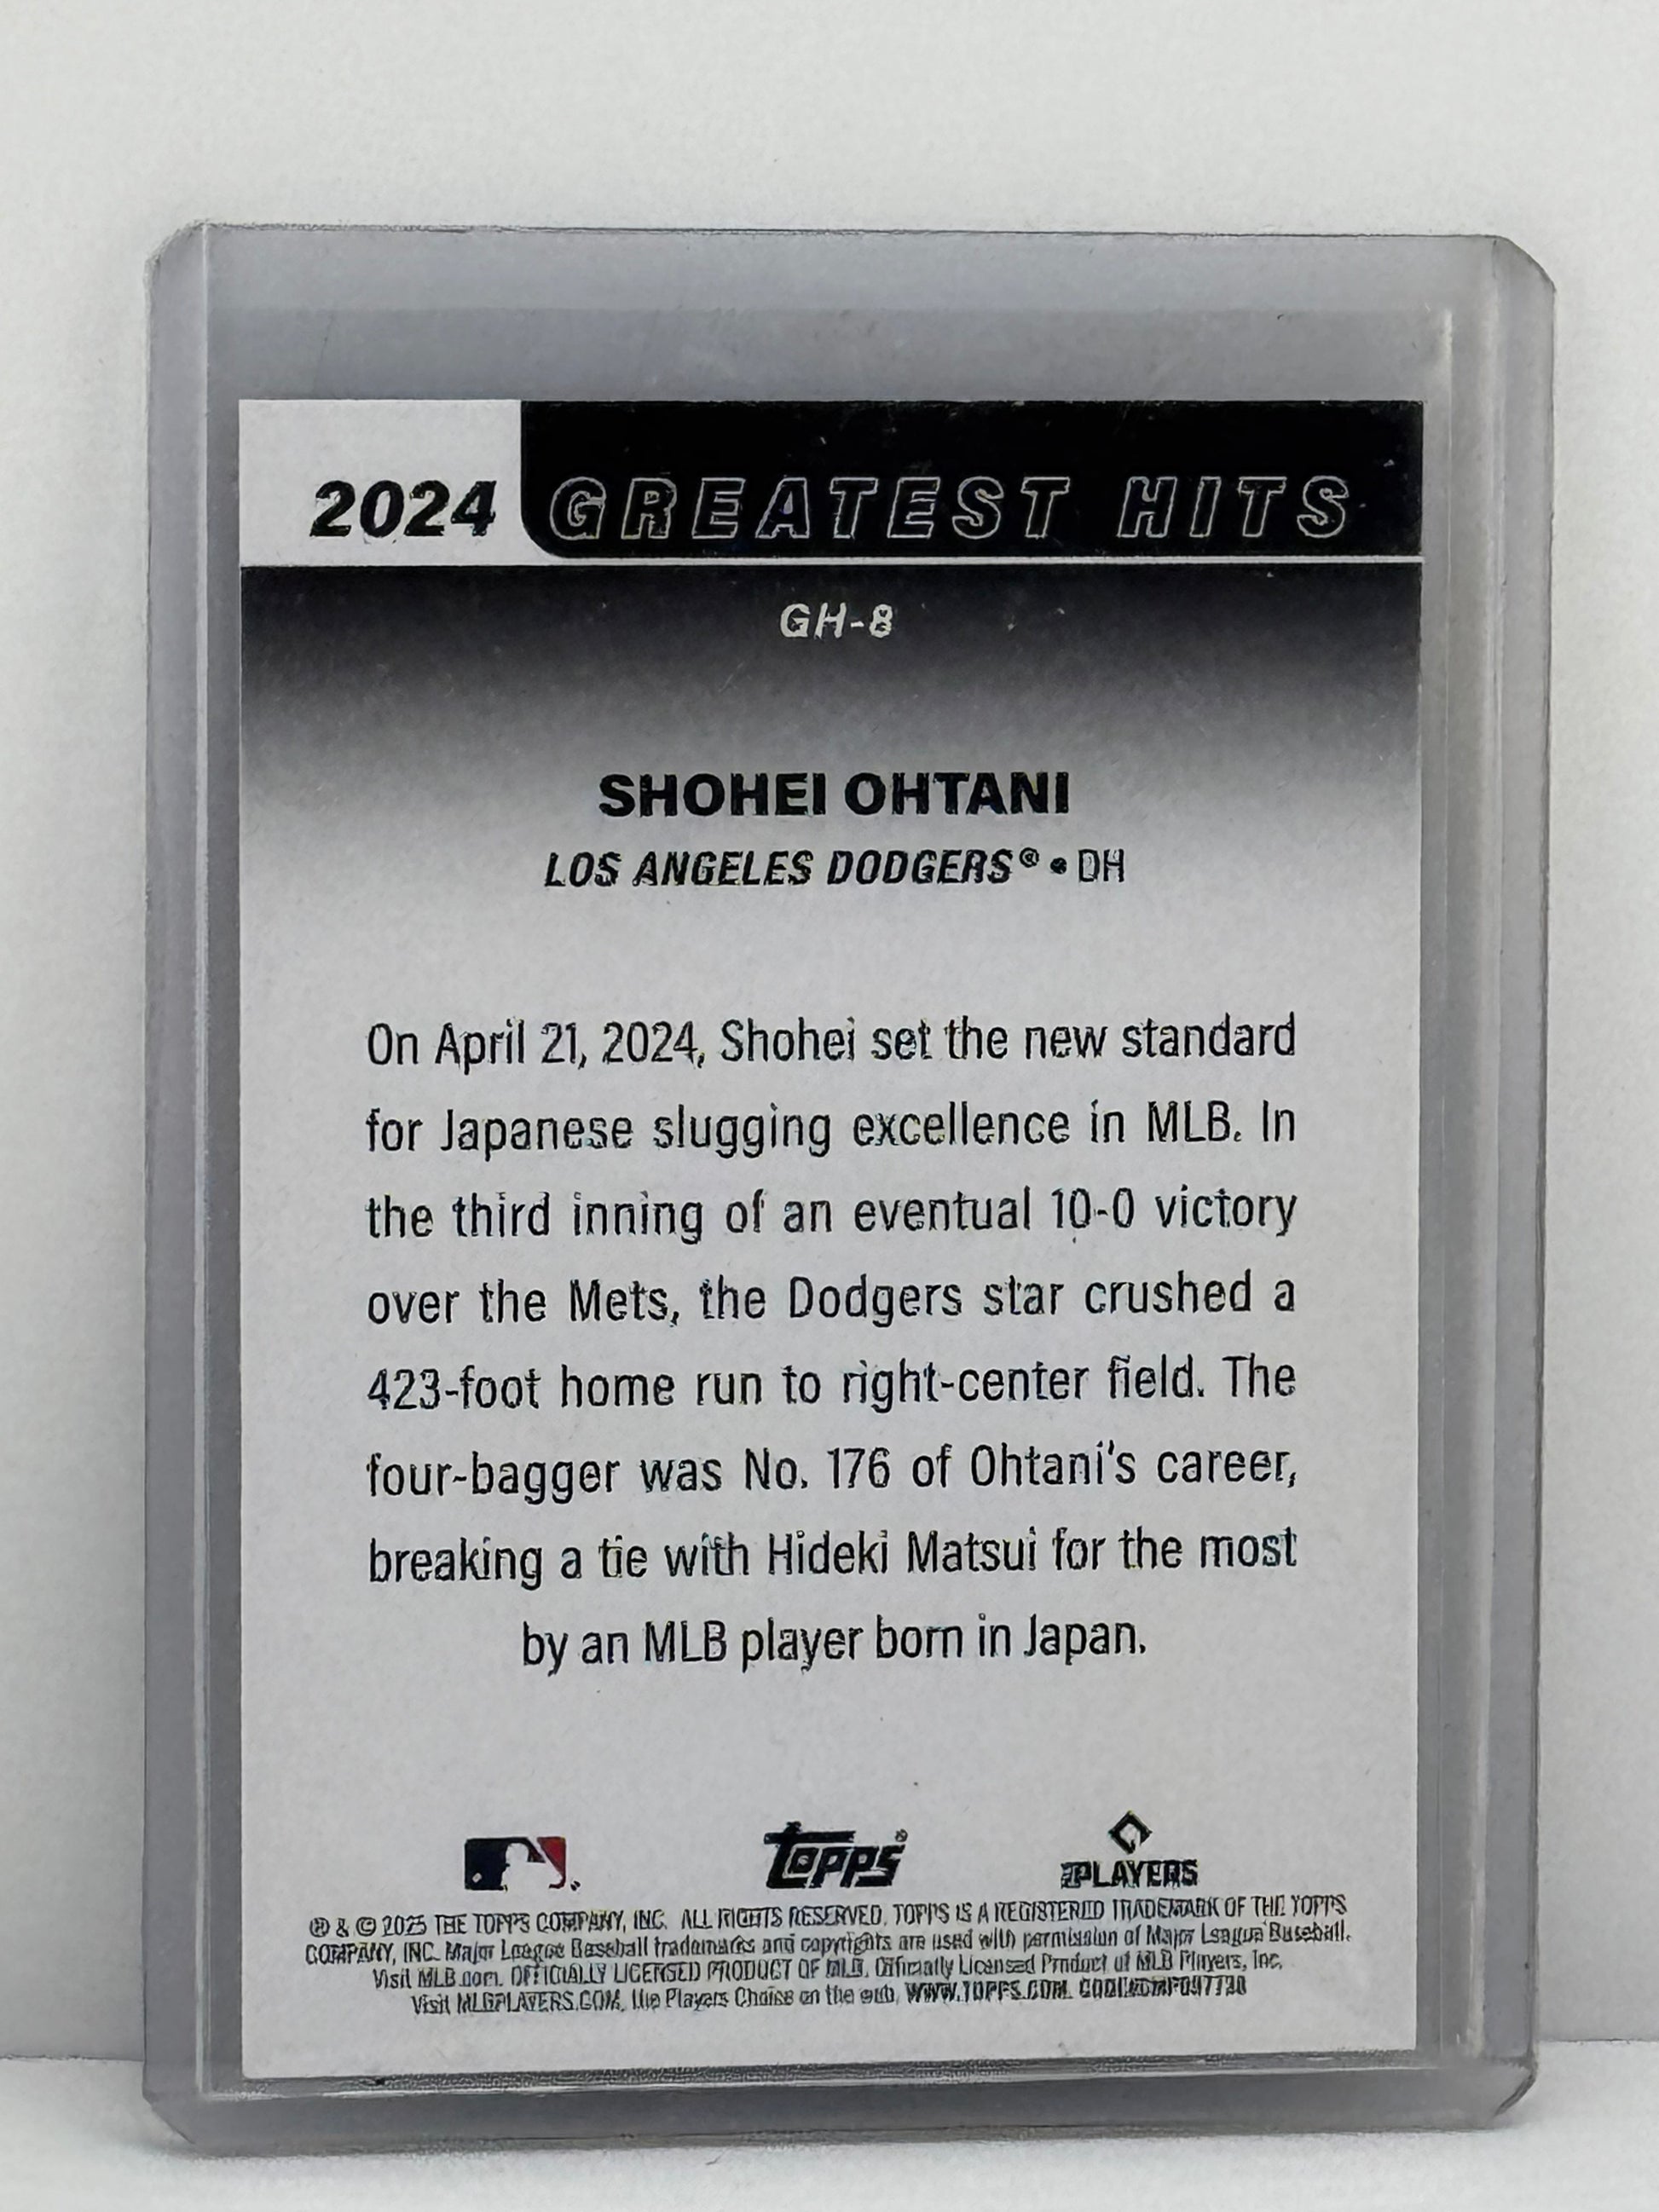 2024 GREATEST HITS
GH-8
SHOHEI OHTANI
LOS ANGELES DODGERS® • DH
On April 21, 2024, Shohei set the new standard
for Japanese slugging excellence in MLB. In
the third inning of an eventual 10-0 victory
over the Mets, the Dodgers star crushed a
423-foot home run to right-center field. The
four-bagger was No. 176 of Ohtani's career,
breaking a tie with Hideki Matsui for the most
by an MLB player born in Japan.
Topps®
PLAYERS
® & © 2025 THE TOPPS COMPANY, INC. ALL RIGHTS RESERVED. TOPPS IS A REGISTERED TRADEMARK OF THE TOPPS
COMPANY, INC. Major League Baseball trademarks and copyrights are used with permission of Major League Baseball.
Visit MLB.com. OFFICIALLY LICENSED PRODUCT OF MLB. Officially Licensed Product of MLB Players, Inc.
Visit MLBPLAYERS.COM, the Players Choice on the web. WWW.TOPPS.COM.